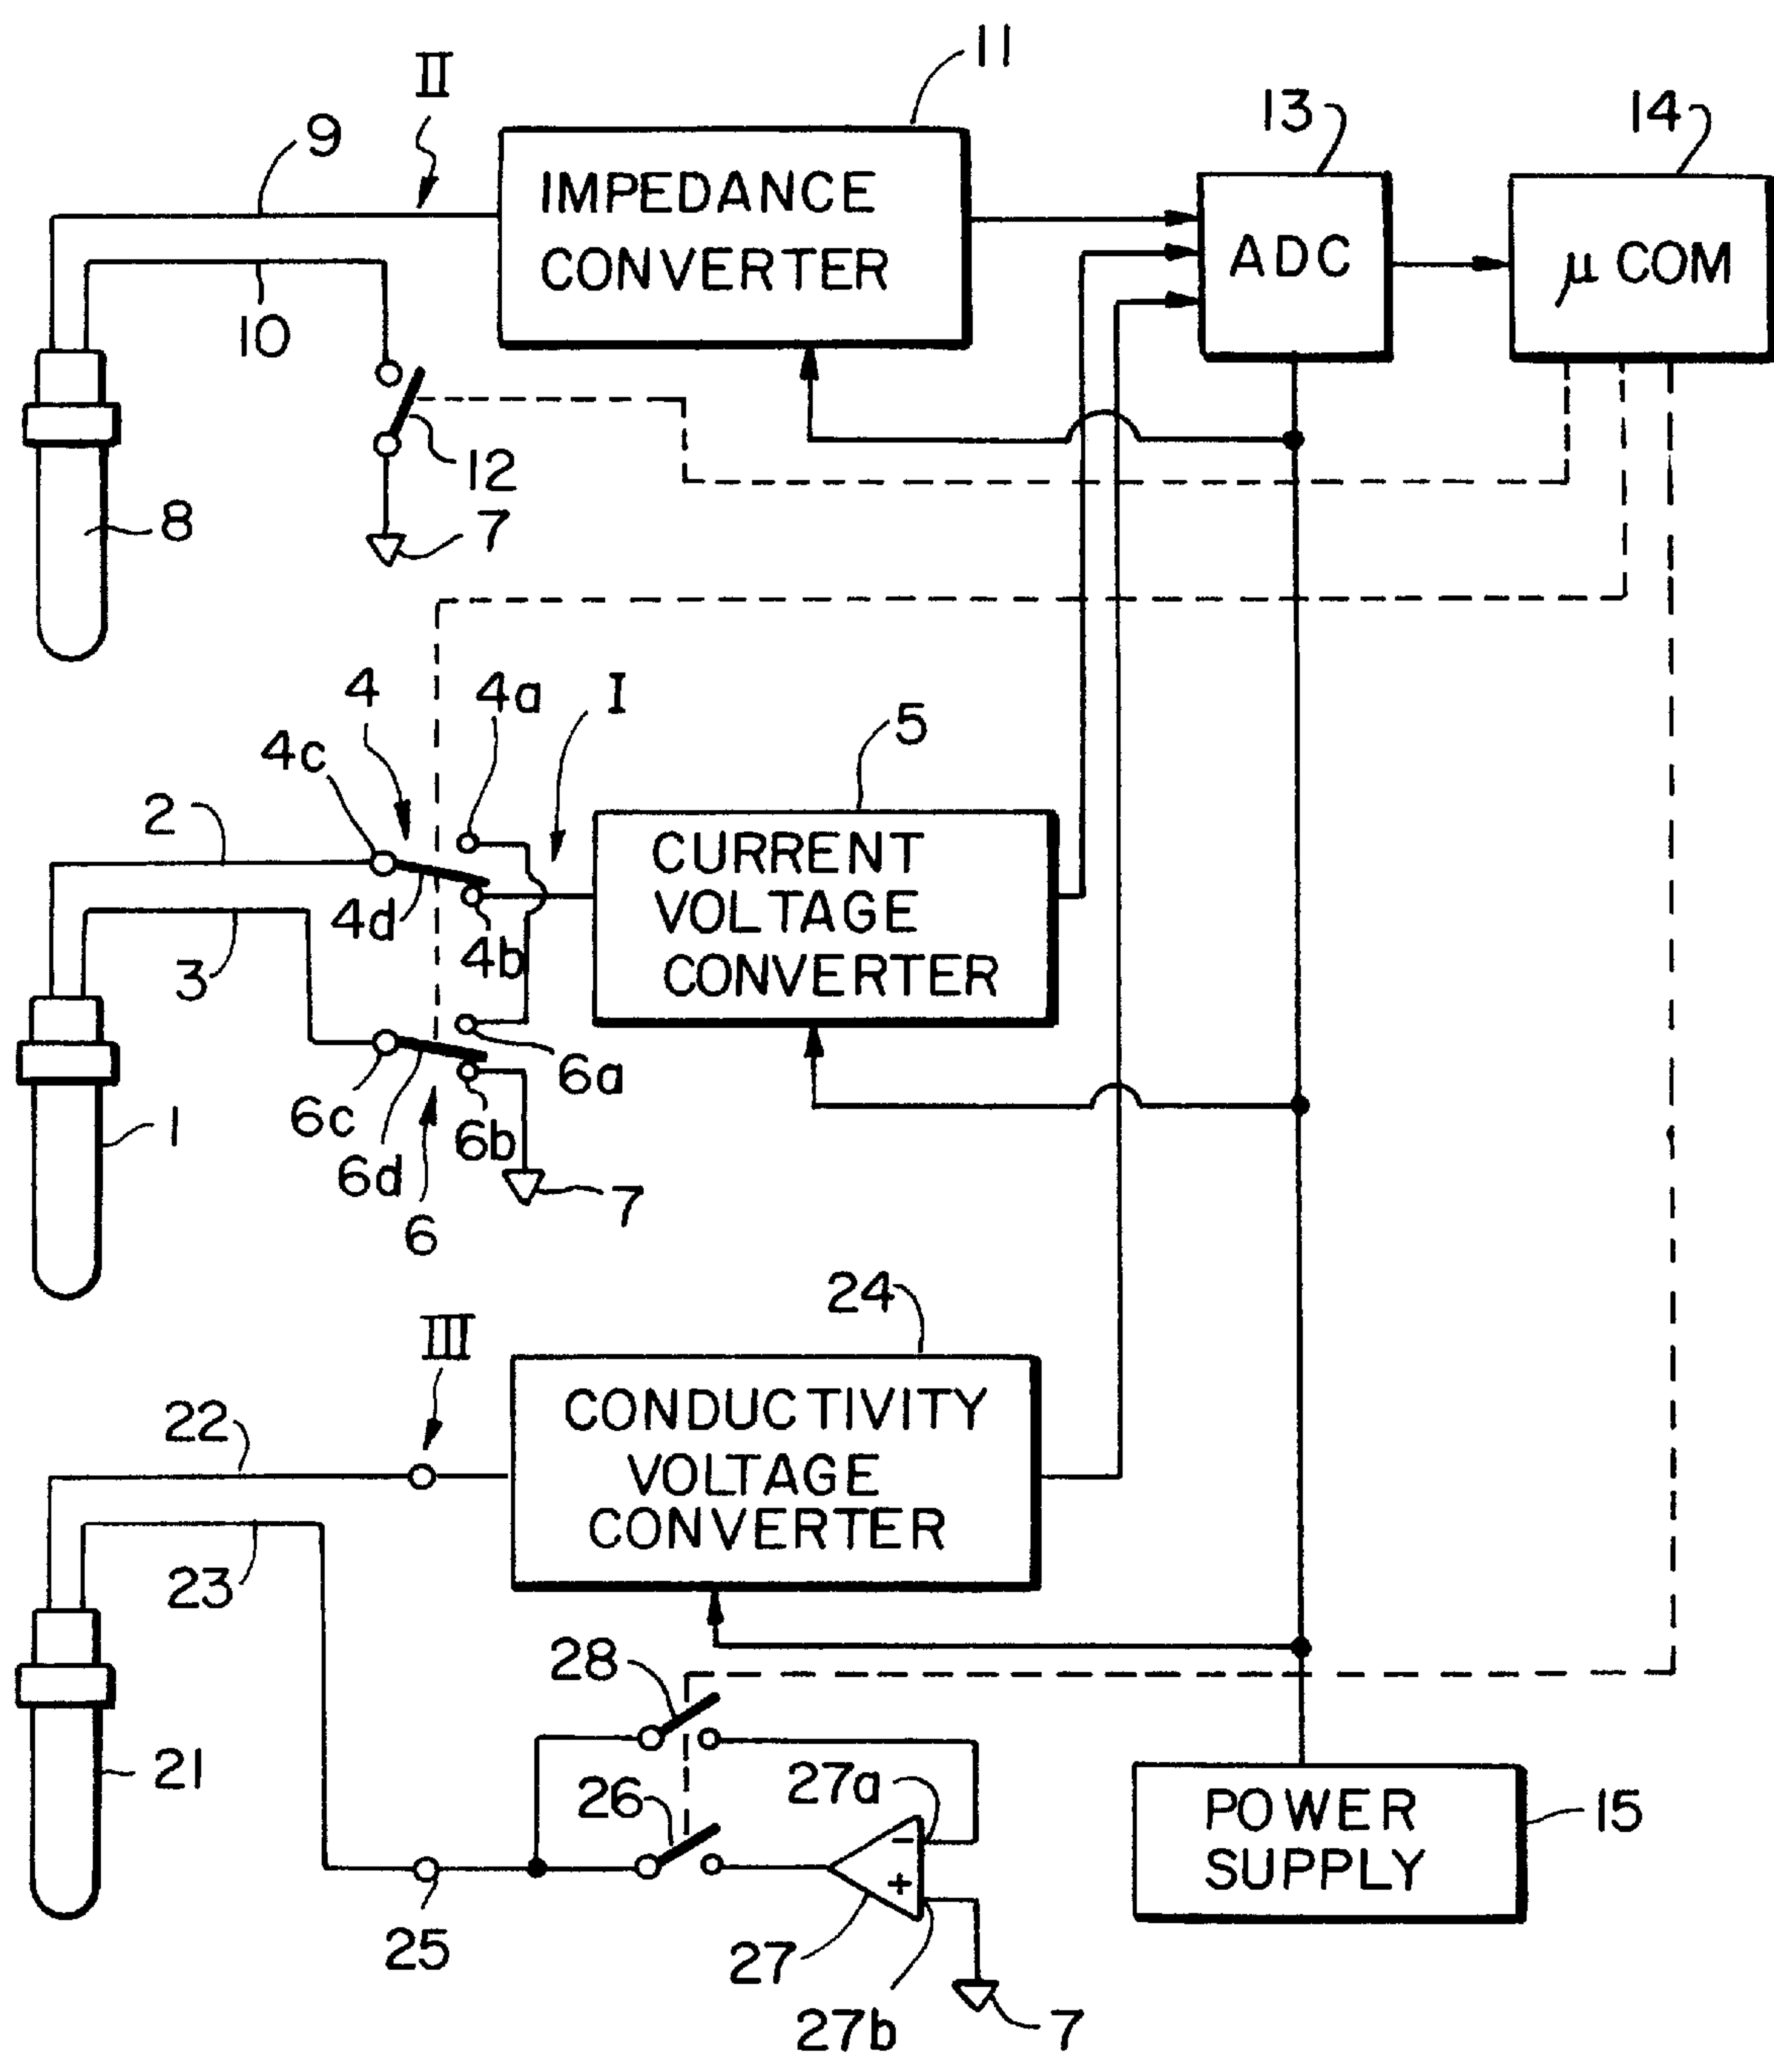 11
II
13
14
9
IMPEDANCE
CONVERTER
ADC
µ COM
10
12
8
7
4
4a
I
5
4c
2
CURRENT
VOLTAGE
CONVERTER
4d
4b
3
6a
6c
6b
1
6d
7
6
24
III
22
CONDUCTIVITY
VOLTAGE
CONVERTER
23
28
21
27a
26
POWER
SUPPLY
15
-
+
25
27
27b
7